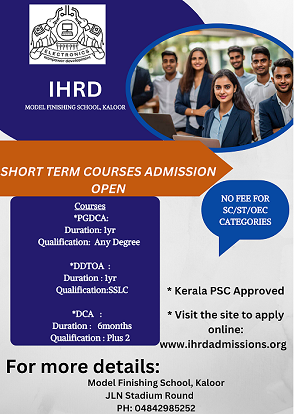 ELECTRONICS
IHRD
MODEL FINISHING SCHOOL, KALOOR
SHORT TERM COURSES ADMISSION
OPEN
Courses
*PGDCA:
Duration: 1yr
Qualification: Any Degree
*DDTOA :
Duration : 1yr
Qualification:SSLC
*DCA :
Duration : 6months
Qualification : Plus 2
NO FEE FOR
SC/ST/OEC
CATEGORIES
* Kerala PSC Approved
* Visit the site to apply
online:
www.ihrdadmissions.org
For more details:
Model Finishing School, Kaloor
JLN Stadium Round
PH: 04842985252